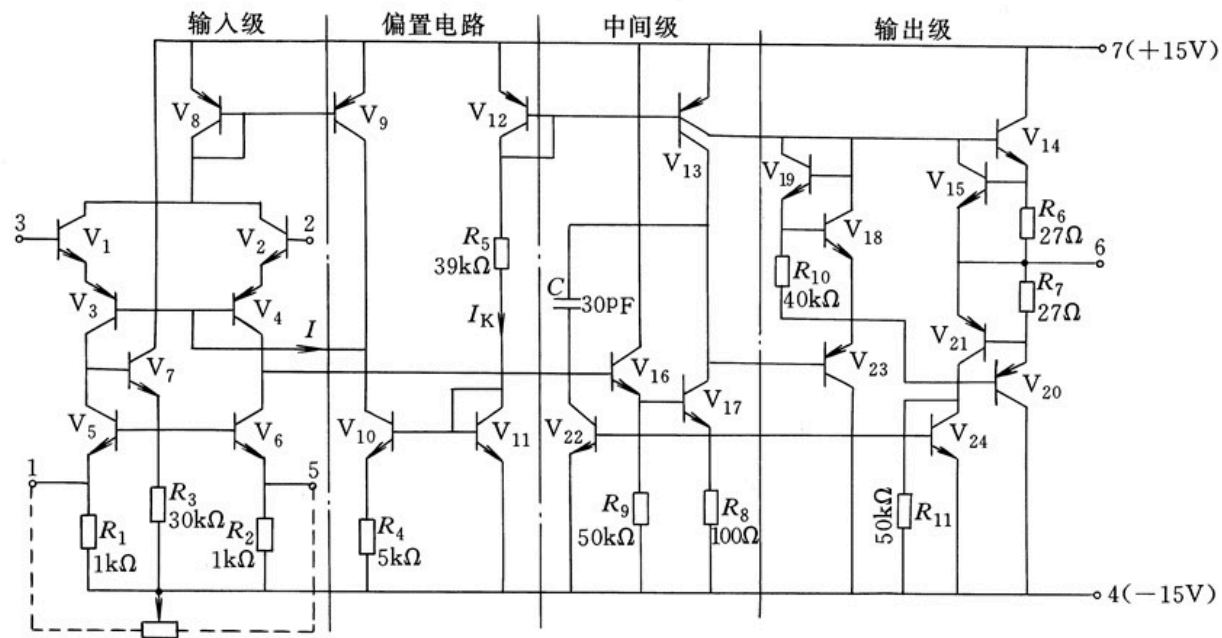 输入级
偏置电路
中间级
输出级
7(+15V)
V8
V9
V12
V13
V14
V19
V15
3
V1
V2
2
R5
39kΩ
V18
R6
27Ω
6
V3
V4
C
30pF
R10
40kΩ
R7
27Ω
I
IK
V21
V7
V16
V23
V20
V5
V6
V10
V11
V22
V17
V24
1
5
R3
30kΩ
R1
1kΩ
R2
1kΩ
R4
5kΩ
R9
50kΩ
R8
100Ω
50kΩ
R11
4(-15V)